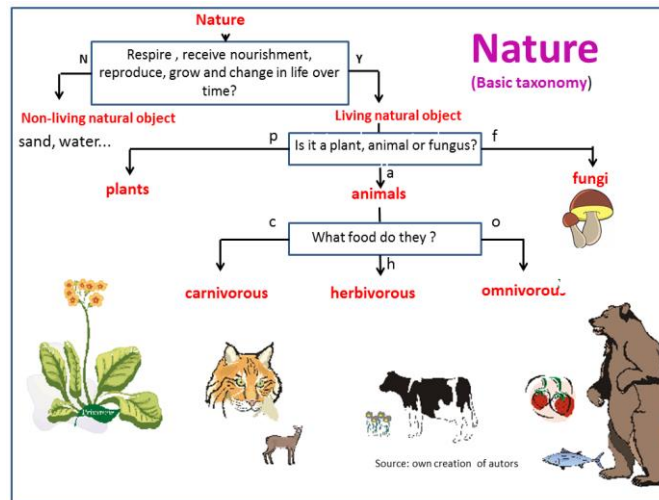 Nature
Nature
(Basic taxonomy)
N
Respire , receive nourishment,
reproduce, grow and change in life over
time?
Y
Non-living natural object
sand, water...
Living natural object
p
Is it a plant, animal or fungus?
f
plants
a
animals
fungi
c
What food do they ?
o
h
carnivorous
herbivorous
omnivorous
Source: own creation of autors